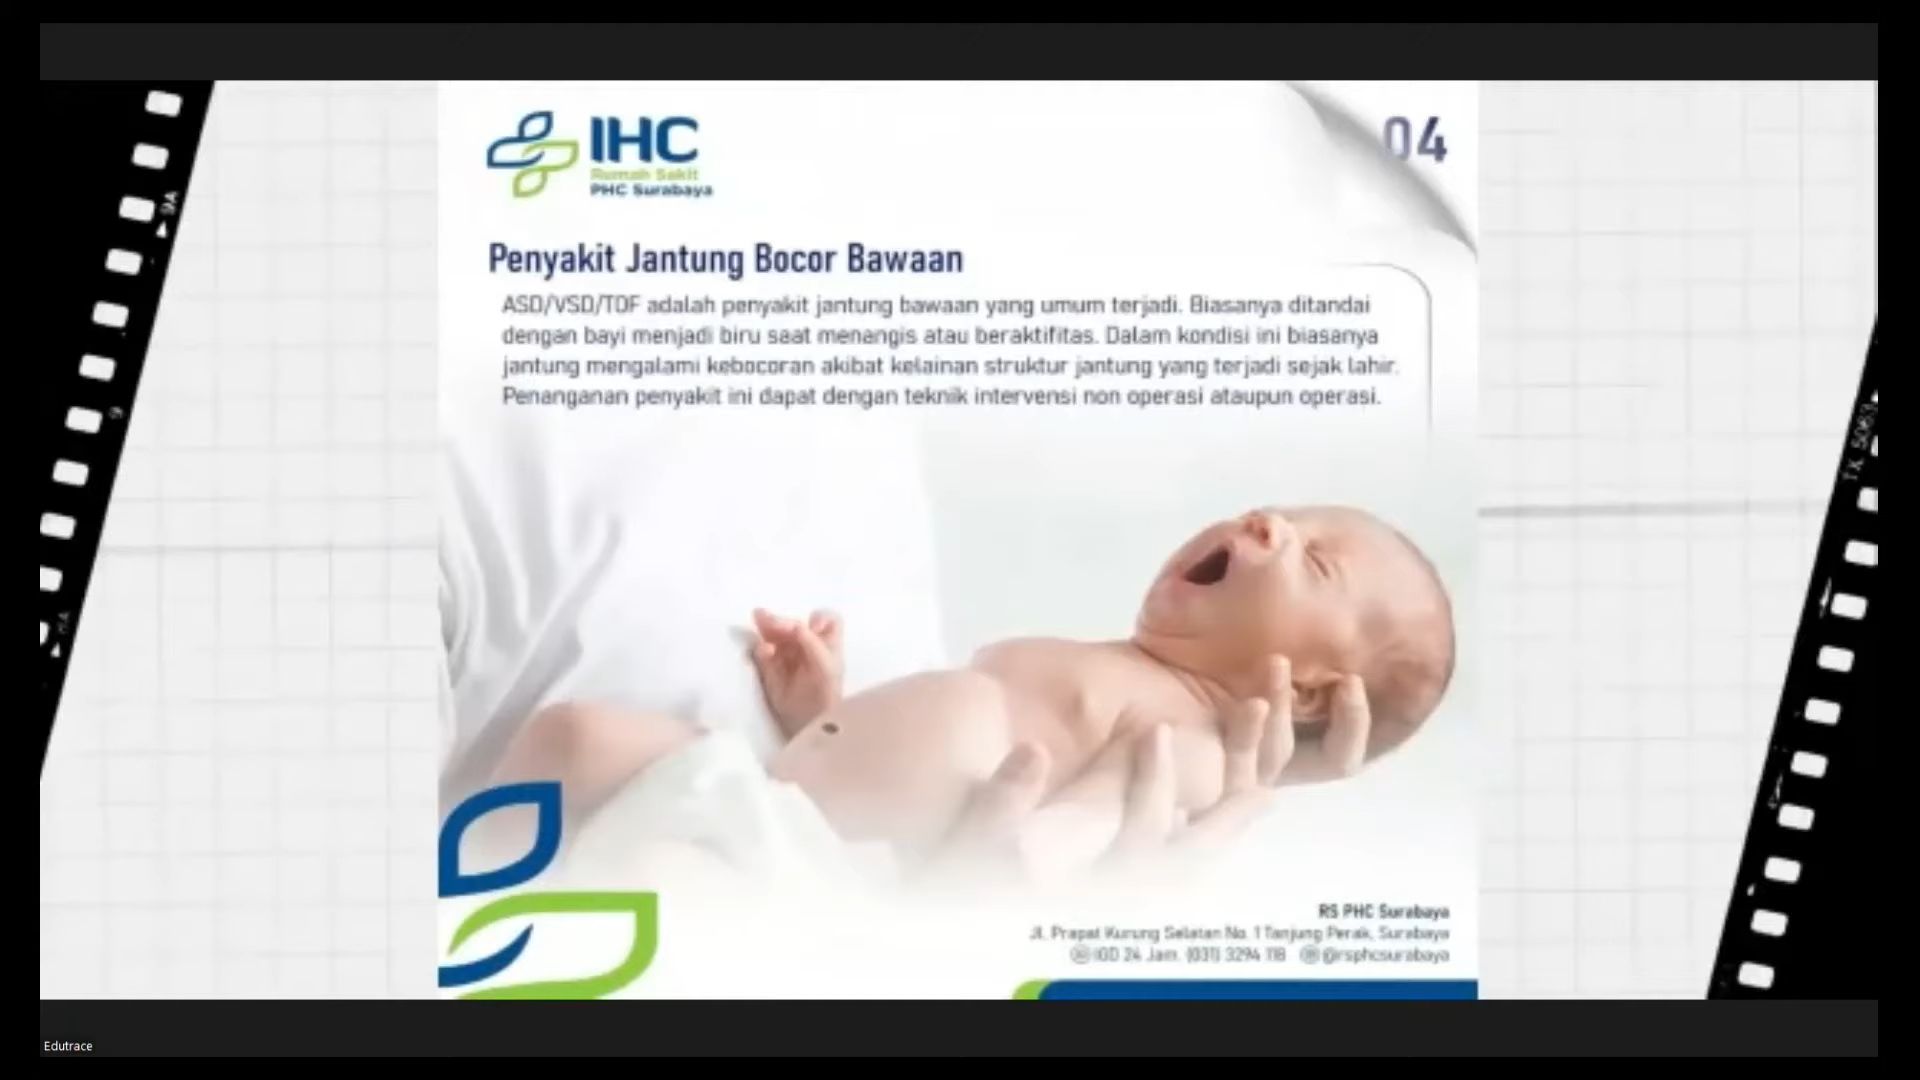 IHC
Rumah Sakit
PHC Surabaya
04
Penyakit Jantung Bocor Bawaan
ASD/VSD/TOF adalah penyakit jantung bawaan yang umum terjadi. Biasanya ditandai
dengan bayi menjadi biru saat menangis atau beraktifitas. Dalam kondisi ini biasanya
jantung mengalami kebocoran akibat kelainan struktur jantung yang terjadi sejak lahir.
Penanganan penyakit ini dapat dengan teknik intervensi non operasi ataupun operasi.
9A
9
TX 5063
RS PHC Surabaya
Jl. Prapat Kurung Selatan No. 1 Tanjung Perak, Surabaya
IGD 24 Jam. (031) 3294 118 @rsphcsurabaya
Edutrace